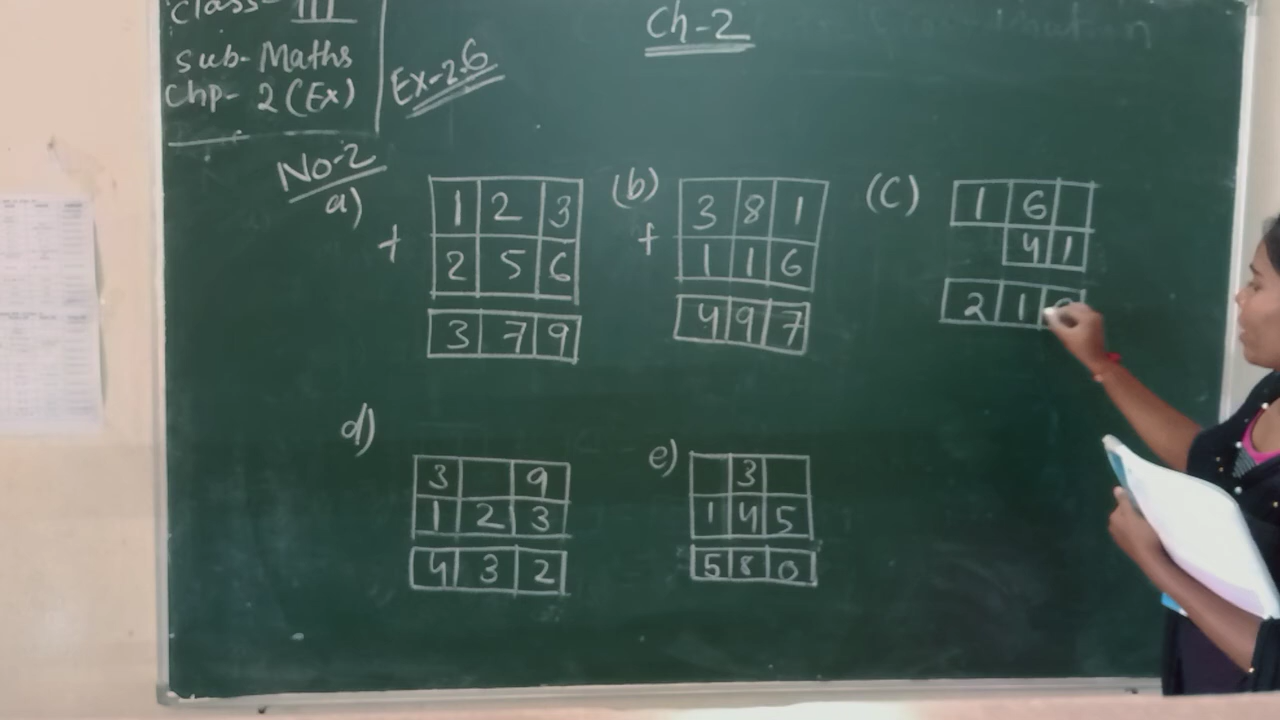 Class- III
Sub- Maths
Chp- 2 (Ex)
Ch-2
Ex-2.6
No-2
a)
1 2 3
+
2 5 6
3 7 9
(b)
3 8 1
+
1 1 6
4 9 7
(C)
1 6
4 1
2 1
d)
3 9
1 2 3
4 3 2
e)
3
1 4 5
5 8 0